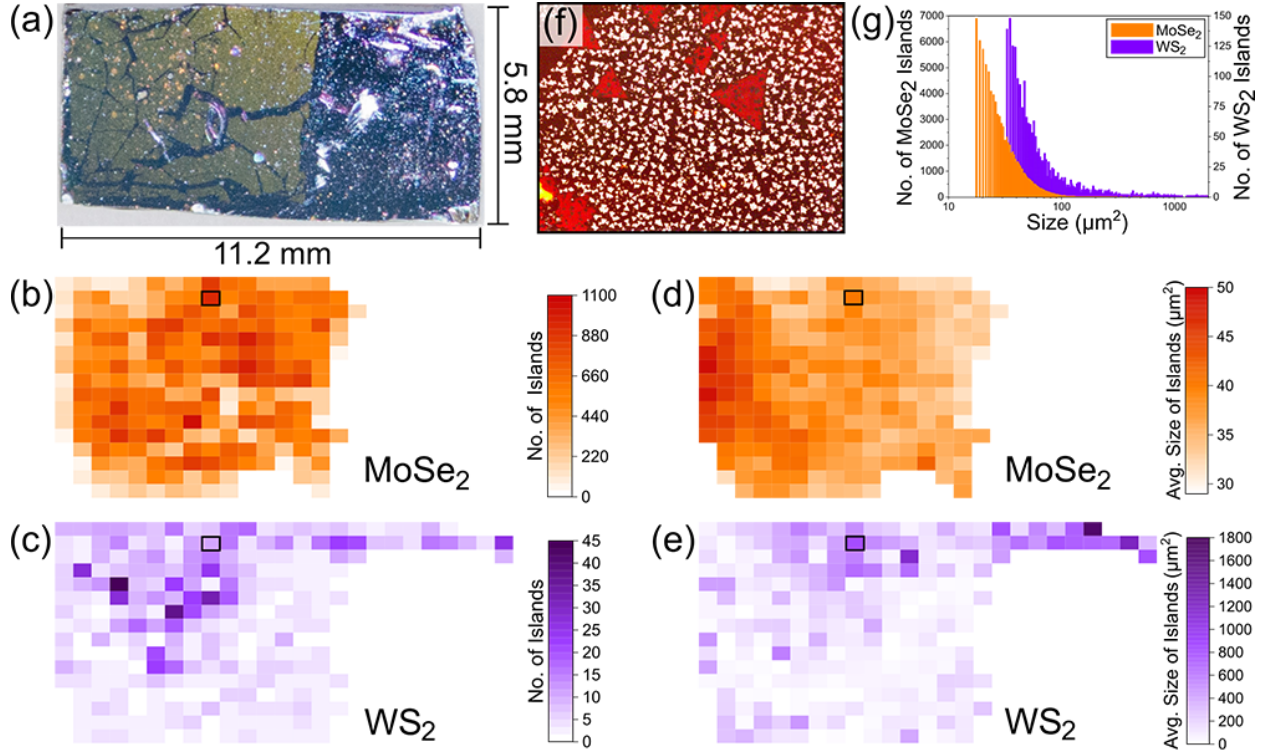 (a)
5.8 mm
11.2 mm
(f)
(g)
No. of MoSe₂ Islands
7000
6000
5000
4000
3000
2000
1000
0
MoSe₂
WS₂
150
125
100
75
50
25
0
No. of WS₂ Islands
10
100
1000
Size (µm²)
(b)
MoSe₂
No. of Islands
1100
880
660
440
220
0
(d)
MoSe₂
Avg. Size of Islands (µm²)
50
45
40
35
30
(c)
WS₂
No. of Islands
45
40
35
30
25
20
15
10
5
0
(e)
WS₂
Avg. Size of Islands (µm²)
1800
1600
1400
1200
1000
800
600
400
200
0